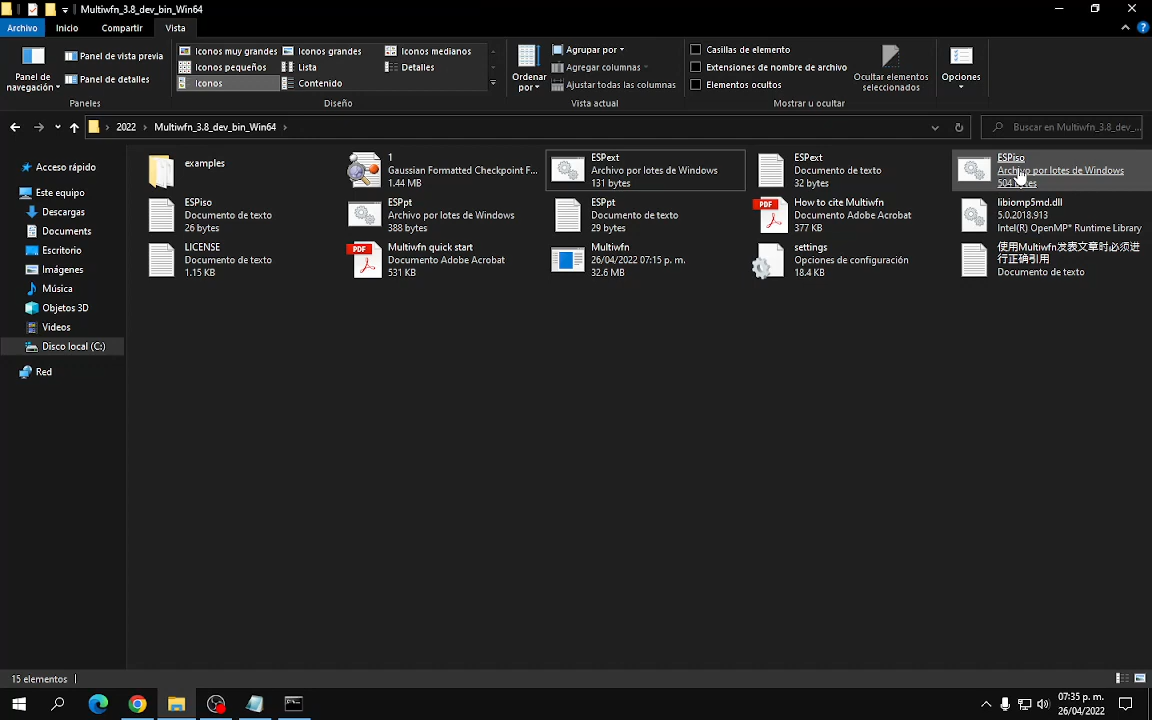 Multiwfn_3.8_dev_bin_Win64
Archivo Inicio Compartir Vista
Panel de navegación
Panel de vista previa
Panel de detalles
Paneles
Iconos muy grandes Iconos grandes Iconos medianos
Iconos pequeños Lista Detalles
Iconos Contenido
Diseño
Ordenar por
Agrupar por
Agregar columnas
Ajustar todas las columnas
Vista actual
Casillas de elemento
Extensiones de nombre de archivo
Elementos ocultos
Ocultar elementos seleccionados
Mostrar u ocultar
Opciones
2022 Multiwfn_3.8_dev_bin_Win64
Buscar en Multiwfn_3.8_dev_...
Acceso rápido
Este equipo
Descargas
Documents
Escritorio
Imágenes
Música
Objetos 3D
Videos
Disco local (C:)
Red
examples
1
Gaussian Formatted Checkpoint F...
1.44 MB
ESPext
Archivo por lotes de Windows
131 bytes
ESPext
Documento de texto
32 bytes
ESPiso
Archivo por lotes de Windows
504 bytes
ESPiso
Documento de texto
26 bytes
ESPpt
Archivo por lotes de Windows
388 bytes
ESPpt
Documento de texto
29 bytes
PDF
How to cite Multiwfn
Documento Adobe Acrobat
377 KB
libiomp5md.dll
5.0.2018.913
Intel(R) OpenMP* Runtime Library
LICENSE
Documento de texto
1.15 KB
PDF
Multiwfn quick start
Documento Adobe Acrobat
531 KB
Multiwfn
26/04/2022 07:15 p. m.
32.6 MB
settings
Opciones de configuración
18.4 KB
使用Multiwfn发表文章时必须进
行正确引用
Documento de texto
15 elementos
07:35 p. m.
26/04/2022